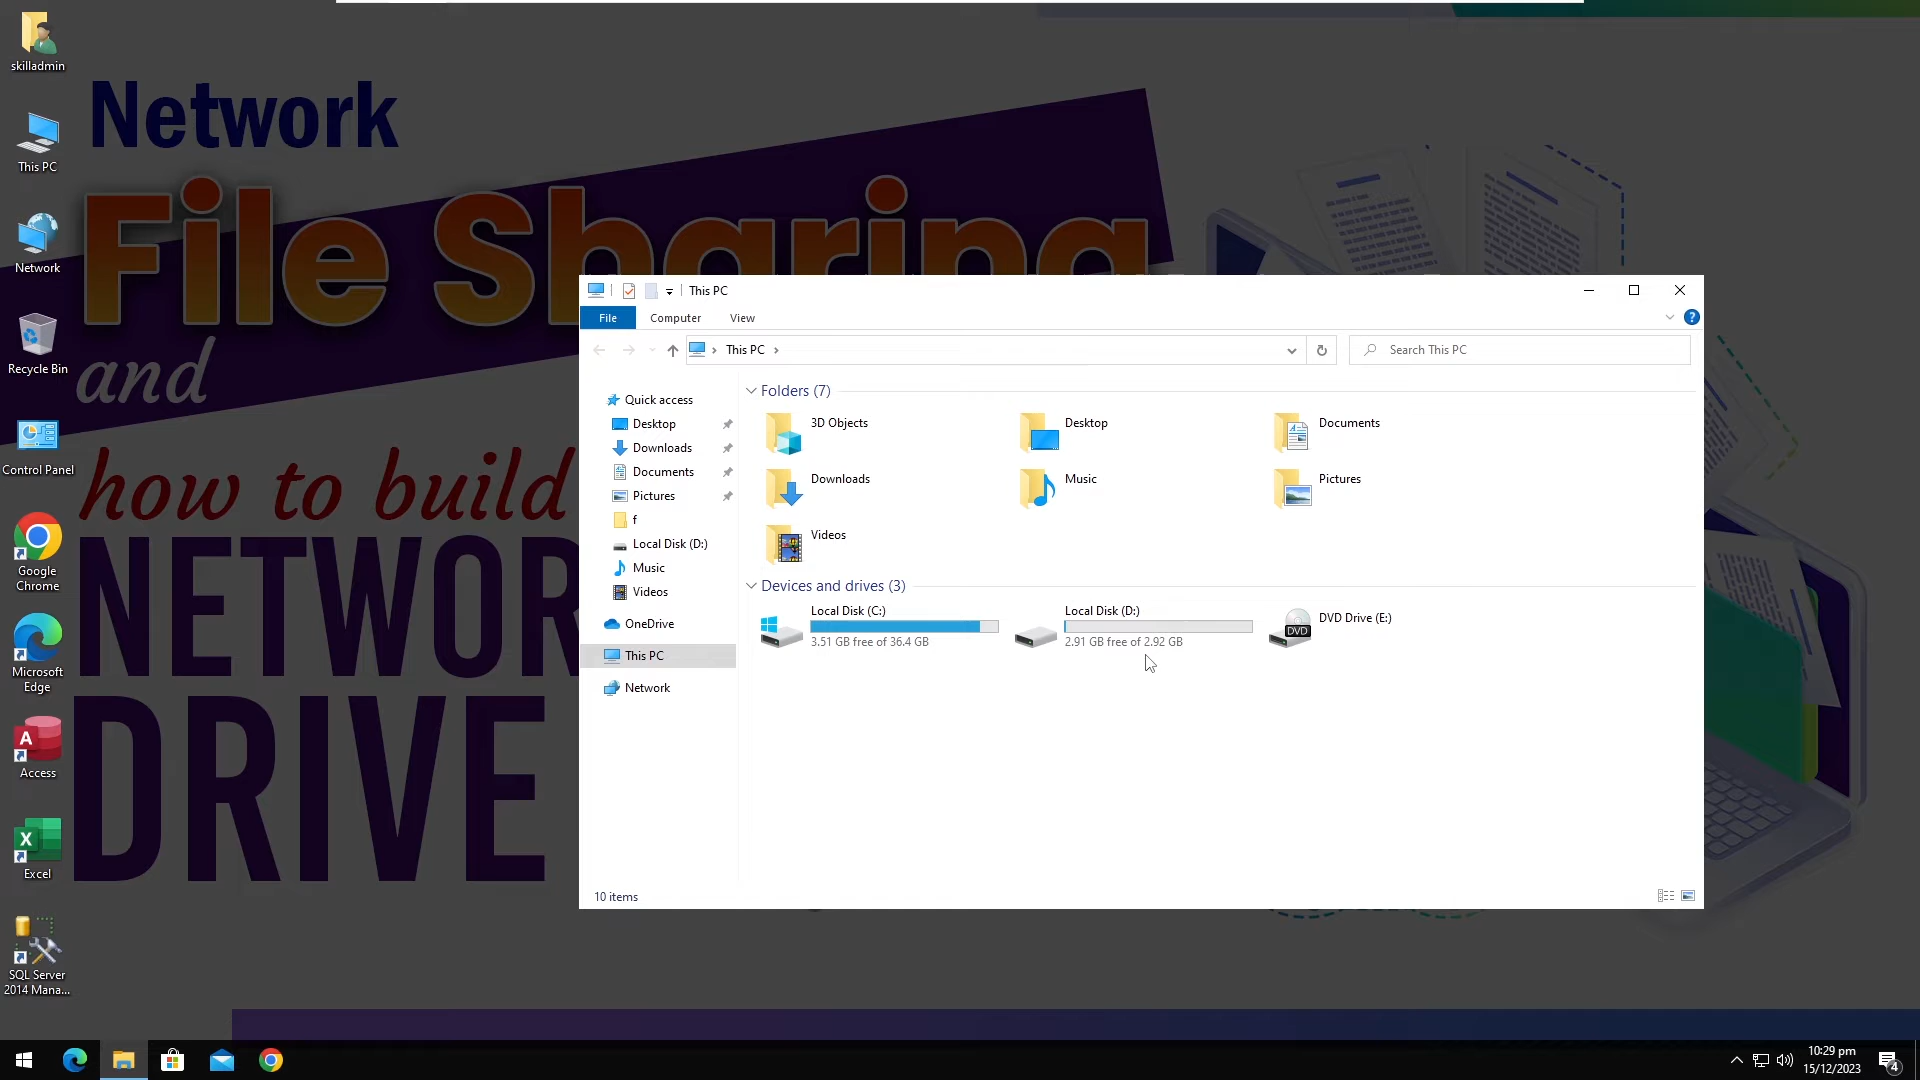 skilladmin
This PC
Network
Recycle Bin
Control Panel
Google
Chrome
Microsoft
Edge
Access
Excel
SQL Server
2014 Mana...
Network
File Sharing
and
how to build
NETWOR
DRIVE
This PC
File
Computer
View
This PC
Search This PC
Quick access
Desktop
Downloads
Documents
Pictures
f
Local Disk (D:)
Music
Videos
OneDrive
This PC
Network
Folders (7)
3D Objects
Desktop
Documents
Downloads
Music
Pictures
Videos
Devices and drives (3)
Local Disk (C:)
3.51 GB free of 36.4 GB
Local Disk (D:)
2.91 GB free of 2.92 GB
DVD
DVD Drive (E:)
10 items
10:29 pm
15/12/2023
4